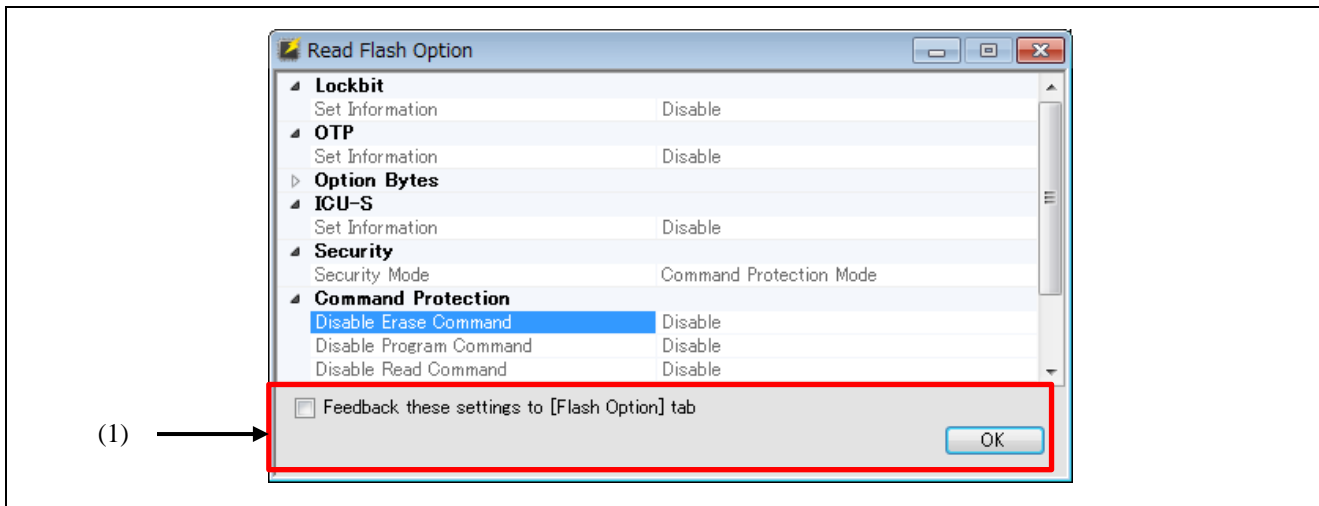 Read Flash Option
Lockbit
Set Information Disable
OTP
Set Information Disable
Option Bytes
ICU-S
Set Information Disable
Security
Security Mode Command Protection Mode
Command Protection
Disable Erase Command Disable
Disable Program Command Disable
Disable Read Command Disable
Feedback these settings to [Flash Option] tab
(1)
OK